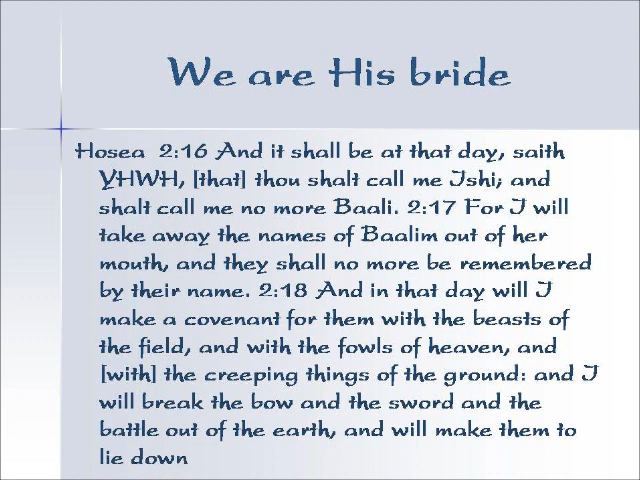 We are His bride
Hosea 2:16 And it shall be at that day, saith
YHWH, [that] thou shalt call me Ishi; and
shalt call me no more Baali. 2:17 For I will
take away the names of Baalim out of her
mouth, and they shall no more be remembered
by their name. 2:18 And in that day will I
make a covenant for them with the beasts of
the field, and with the fowls of heaven, and
[with] the creeping things of the ground: and I
will break the bow and the sword and the
battle out of the earth, and will make them to
lie down